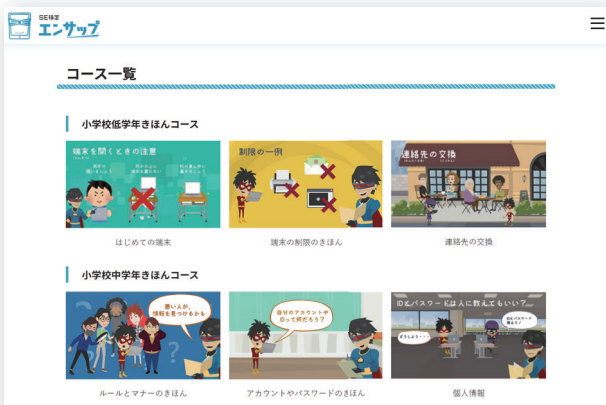 SE検定
エンサップ
コース一覧
小学校低学年きほんコース
端末を開くときの注意
制限の一例
連絡先の交換
はじめての端末
端末の制限のきほん
連絡先の交換
小学校中学年きほんコース
悪い人が、
情報を見つけるかも
自分のアカウントや
IDって何だろう？
IDとパスワードは人に教えてもいい？
どうしよう・・・
ルールとマナーのきほん
アカウントやパスワードのきほん
個人情報